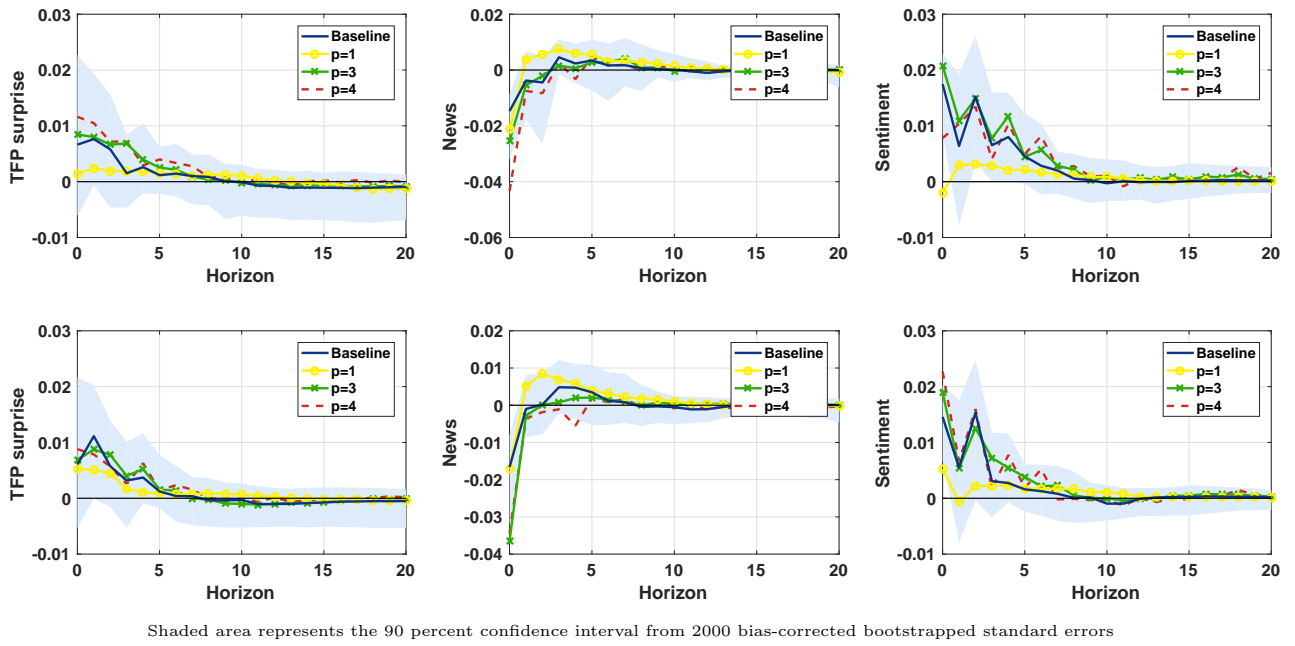 0.03
0.02
0.01
0
-0.01
TFP surprise
0 5 10 15 20
Horizon
Baseline
p=1
p=3
p=4
0.02
0
-0.02
-0.04
-0.06
News
0 5 10 15 20
Horizon
Baseline
p=1
p=3
p=4
0.03
0.02
0.01
0
-0.01
Sentiment
0 5 10 15 20
Horizon
Baseline
p=1
p=3
p=4
0.03
0.02
0.01
0
-0.01
TFP surprise
0 5 10 15 20
Horizon
Baseline
p=1
p=3
p=4
0.02
0.01
0
-0.01
-0.02
-0.03
-0.04
News
0 5 10 15 20
Horizon
Baseline
p=1
p=3
p=4
0.03
0.02
0.01
0
-0.01
Sentiment
0 5 10 15 20
Horizon
Baseline
p=1
p=3
p=4
Shaded area represents the 90 percent confidence interval from 2000 bias-corrected bootstrapped standard errors